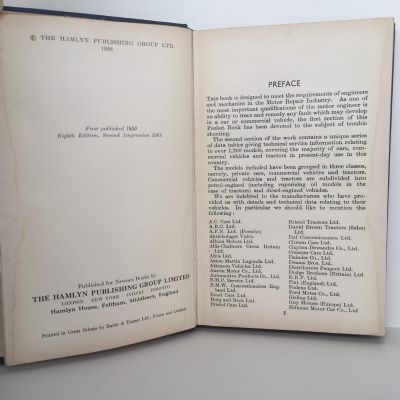 © THE HAMLYN PUBLISHING GROUP LTD.
1968
First published 1950
Eighth Edition, Second Impression 1968
Published for Newnes Books by
THE HAMLYN PUBLISHING GROUP LIMITED
LONDON · NEW YORK · SYDNEY · TORONTO
Hamlyn House, Feltham, Middlesex, England
Printed in Great Britain by Butler & Tanner Ltd., Frome and London
PREFACE
THIS book is designed to meet the requirements of engineers
and mechanics in the Motor Repair Industry. As one of
the most important qualifications of the motor engineer is
an ability to trace and remedy any fault which may develop
in a car or commercial vehicle, the first section of this
Pocket Book has been devoted to the subject of trouble
shooting.
The second section of the work contains a unique series of
data tables giving technical service information relating
to over 1,200 models, covering the majority of cars, com-
mercial vehicles and tractors in present-day use in this
country.
The models included have been grouped in three classes,
namely, private cars, commercial vehicles and tractors.
Commercial vehicles and tractors are subdivided into
petrol-engined (including vaporising oil models in the
case of tractors) and diesel-engined vehicles.
We are indebted to the manufacturers who have pro-
vided us with details and technical data relating to their
vehicles. In particular we should like to mention the
following:
A.C. Cars Ltd.
A.E.C. Ltd.
A.F.N. Ltd. (Porsche)
Aktiebolaget Volvo
Albion Motors Ltd.
Allis-Chalmers Great Britain
Ltd.
Alvis Ltd.
Aston Martin Lagonda Ltd.
Atkinson Vehicles Ltd.
Austin Motor Co. Ltd.
Automobile Products Ltd.
B.M.C. Service Ltd.
B.M.W. Concessionaires England
Ltd.
Bond Cars Ltd.
Borg and Beck Ltd.
Bristol Cars Ltd.
Bristol Tractors Ltd.
David Brown Tractors (Sales)
Ltd.
Daf Concessionaires Ltd.
Citroen Cars Ltd.
Clayton Dewandre Co. Ltd.
Commer Cars Ltd.
Daimler Co. Ltd.
Dennis Bros. Ltd.
Distributors Peugeot Ltd.
Dodge Brothers (Britain) Ltd.
E.R.F. Ltd.
Fiat (England) Ltd.
Fodens Ltd.
Ford Motor Co. Ltd.
Girling Ltd.
Guy Motors (Europe) Ltd.
Hillman Motor Car Co. Ltd
5